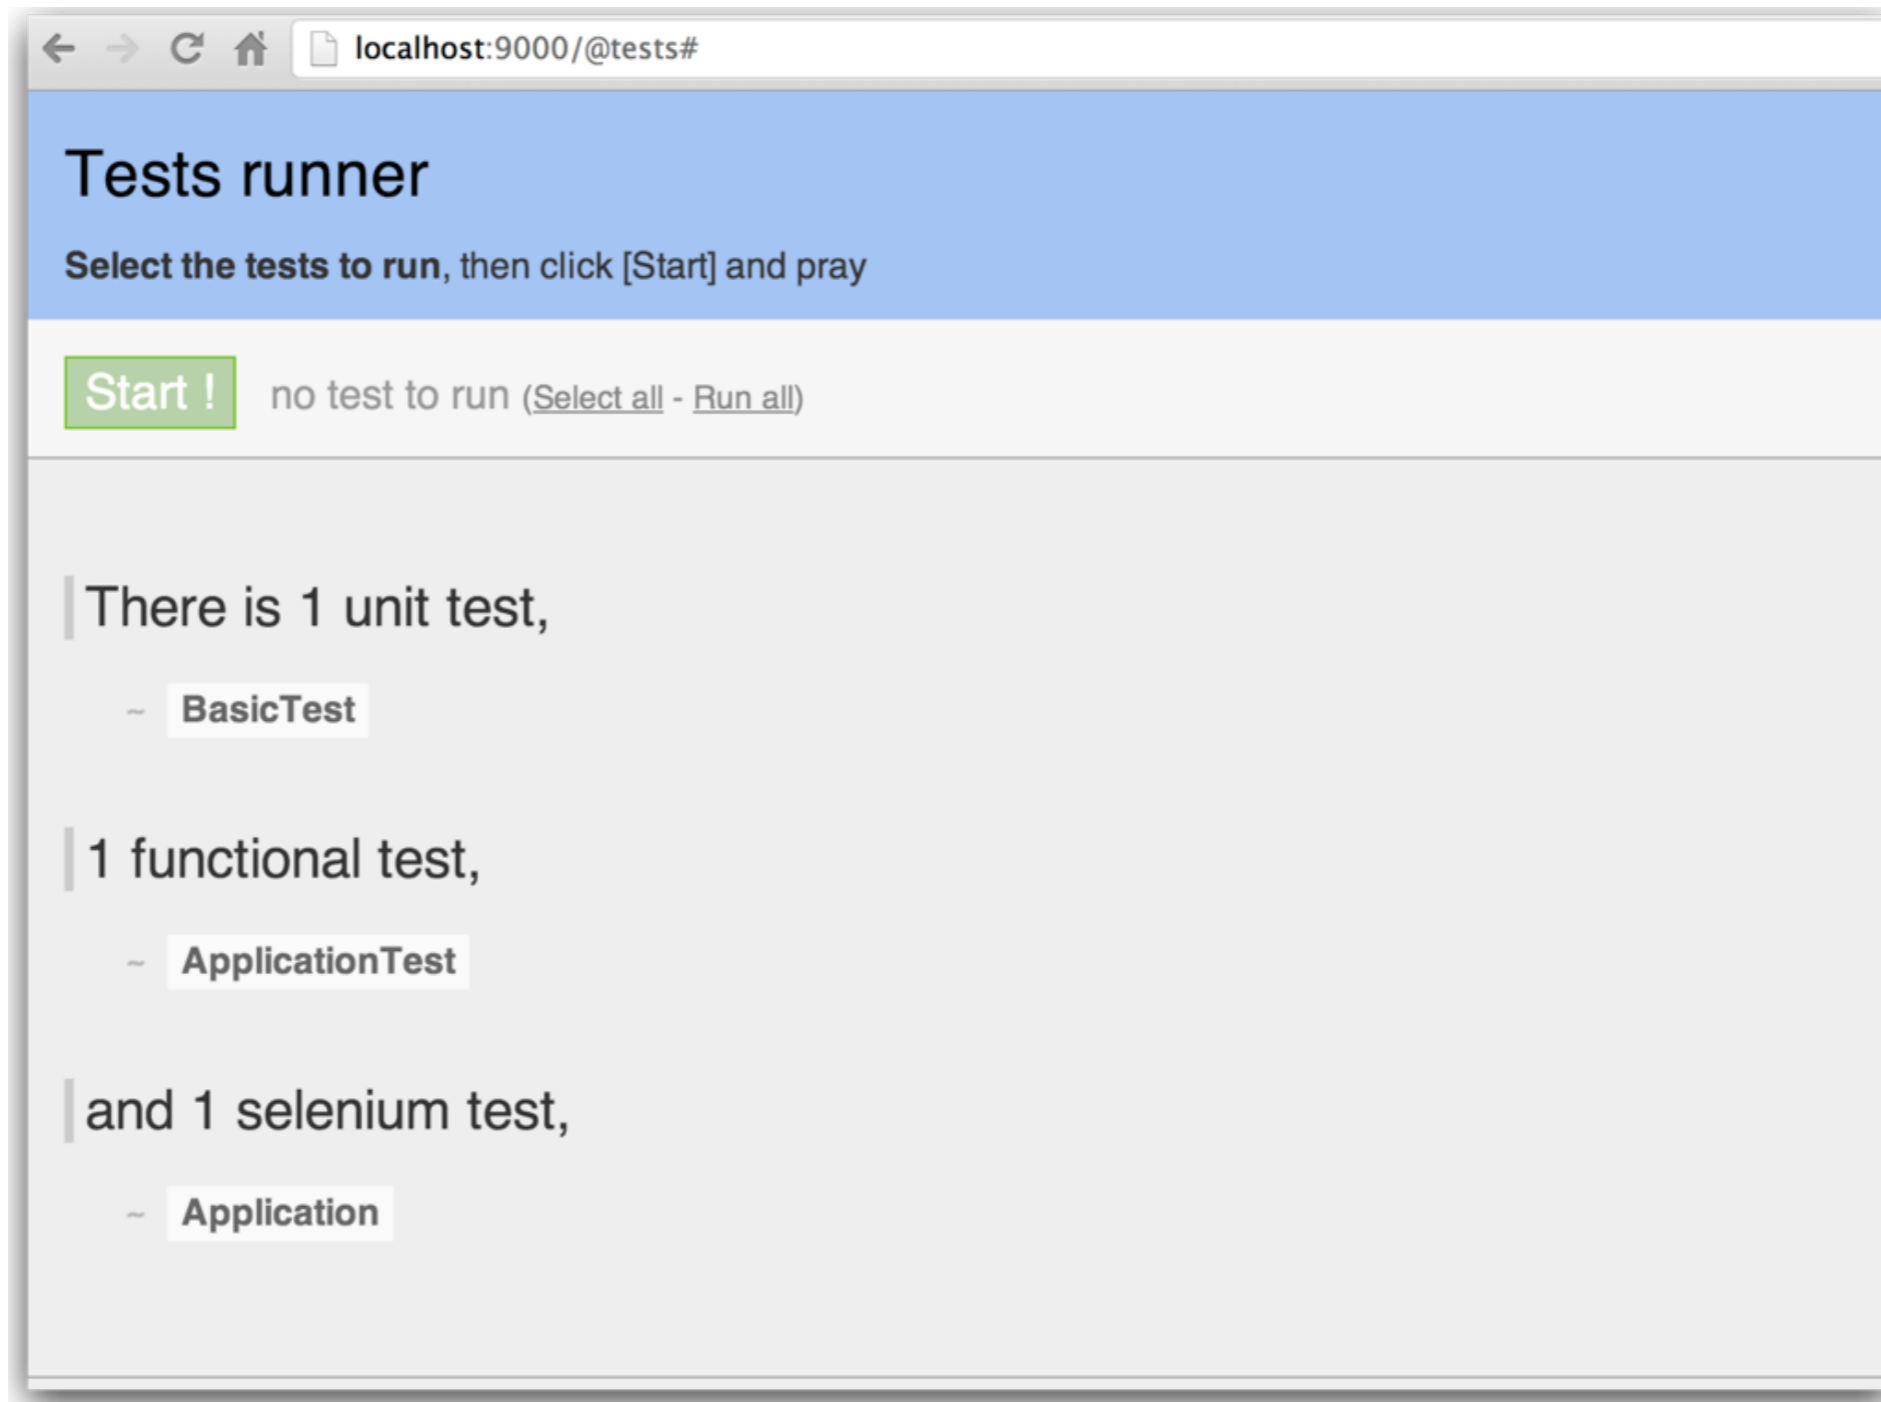 localhost:9000/@tests#
Tests runner
Select the tests to run, then click [Start] and pray
Start ! no test to run (Select all - Run all)
There is 1 unit test,
~ BasicTest
1 functional test,
~ ApplicationTest
and 1 selenium test,
~ Application